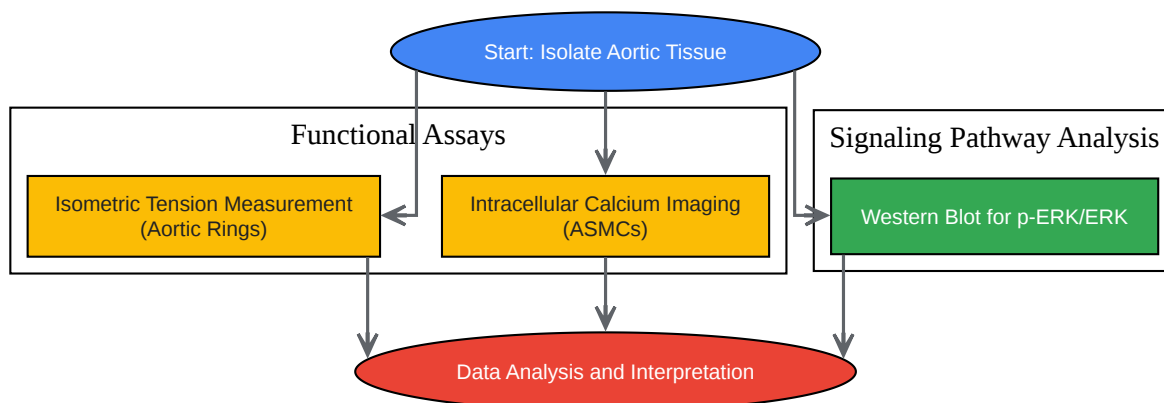 Start: Isolate Aortic Tissue
Functional Assays
Signaling Pathway Analysis
Isometric Tension Measurement
(Aortic Rings)
Intracellular Calcium Imaging
(ASMCs)
Western Blot for p-ERK/ERK
Data Analysis and Interpretation